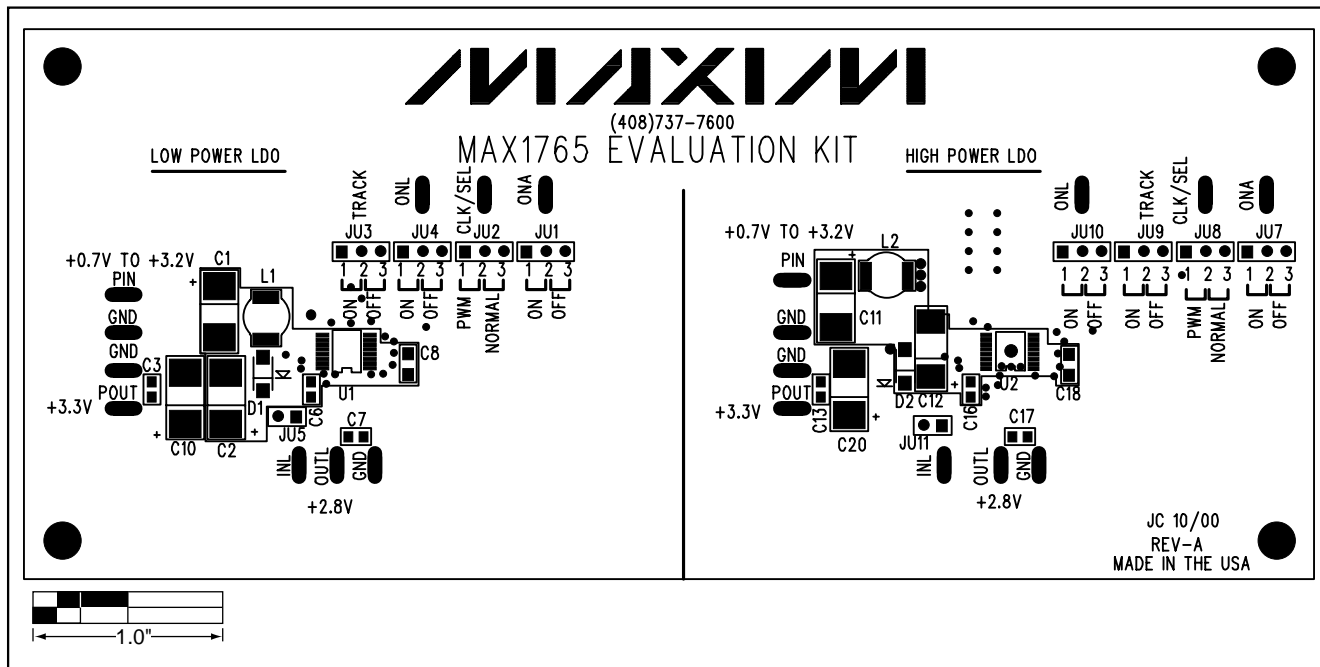 MAXIM
(408)737-7600
MAX1765 EVALUATION KIT
LOW POWER LDO
TRACK
ONL
CLK/SEL
ONA
JU3
JU4
JU2
JU1
1 2 3
1 2 3
1 2 3
1 2 3
ON
OFF
ON
OFF
PWM
NORMAL
ON
OFF
+0.7V TO +3.2V
PIN
GND
GND
POUT
+3.3V
C1
+
L1
C3
C10
+
C2
+
D1
JU5
C6
U1
C8
C7
INL
OUTL
GND
+2.8V
HIGH POWER LDO
ONL
TRACK
CLK/SEL
ONA
JU10
JU9
JU8
JU7
1 2 3
1 2 3
1 2 3
1 2 3
ON
OFF
ON
OFF
PWM
NORMAL
ON
OFF
+0.7V TO +3.2V
PIN
GND
GND
POUT
+3.3V
+
L2
C11
C13
C20
+
D2
C12
+
C16
U2
C18
JU11
C17
INL
OUTL
GND
+2.8V
JC 10/00
REV-A
MADE IN THE USA
1.0"